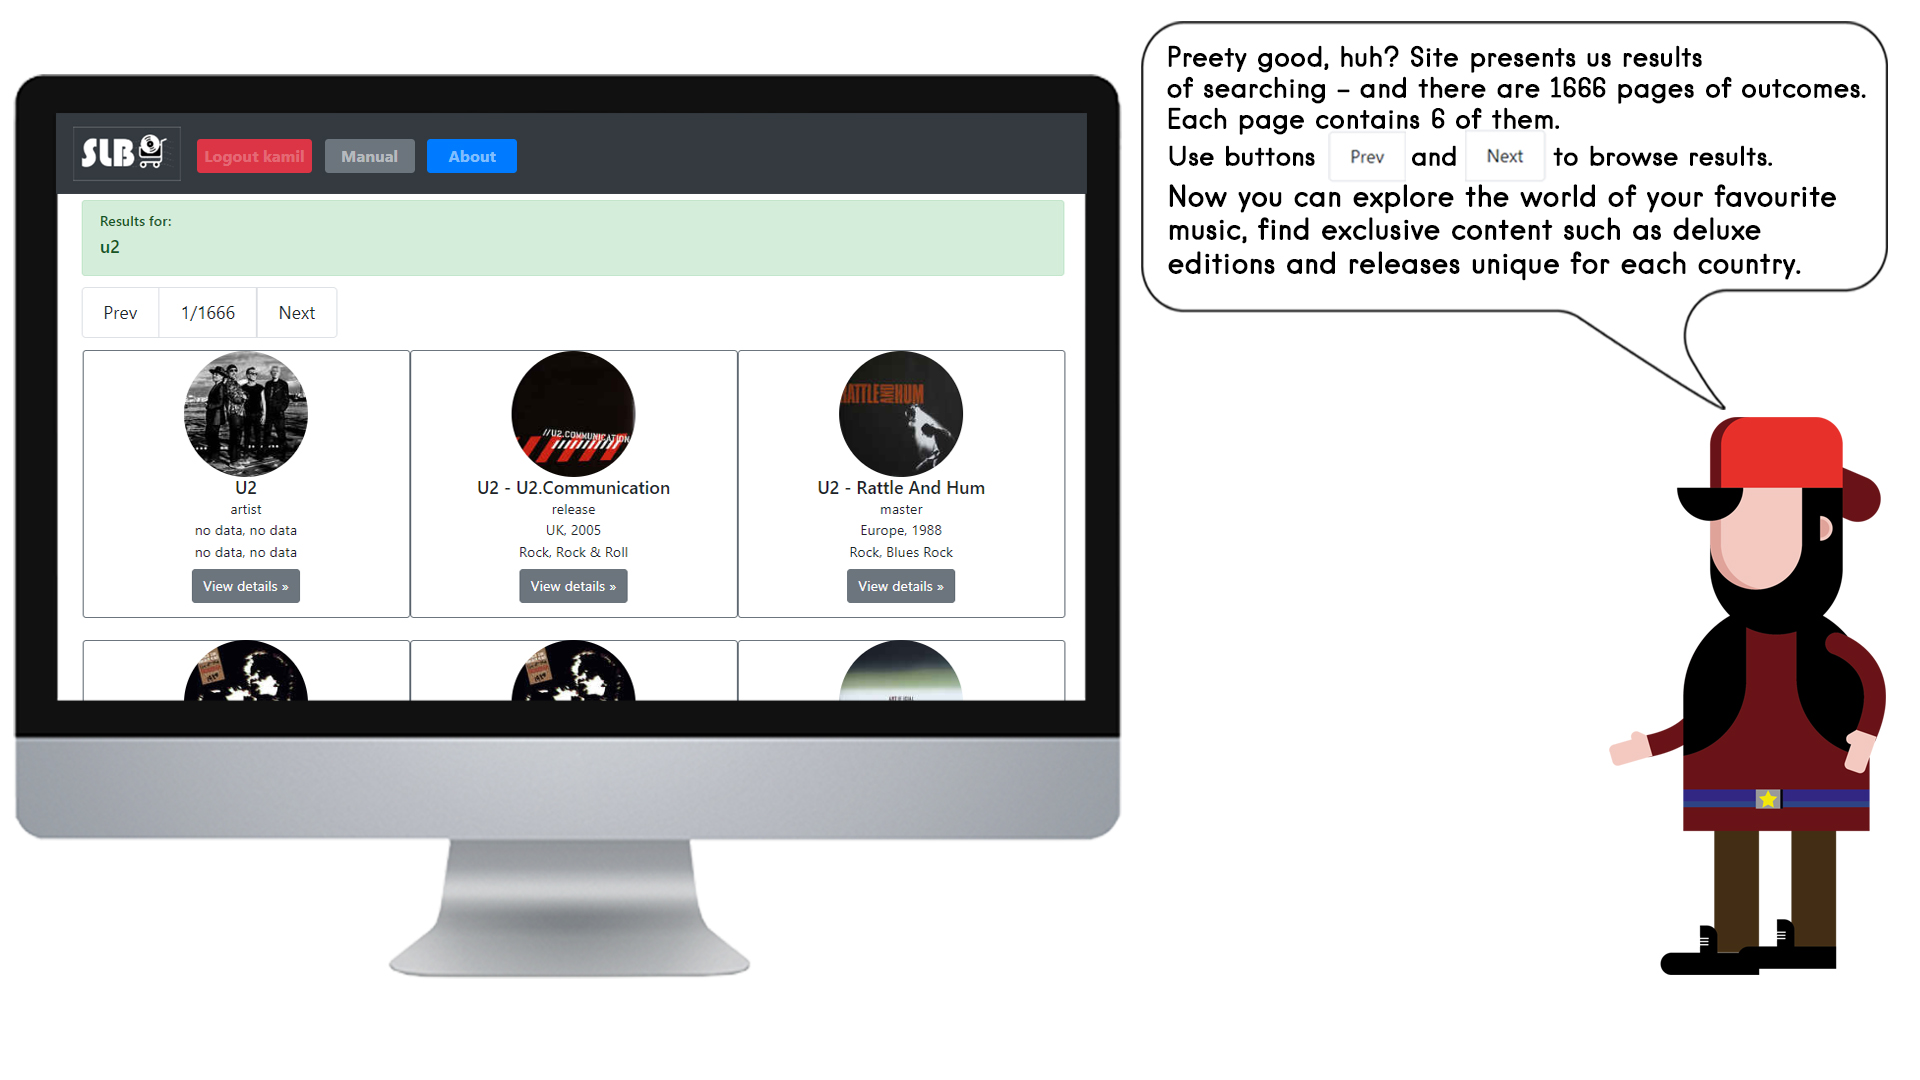 SLB
Logout kamil
Manual
About
Results for:
u2
Prev
1/1666
Next
//U2.COMMUNICATION
RATTLE AND HUM
U2
artist
no data, no data
no data, no data
View details »
U2 - U2.Communication
release
UK, 2005
Rock, Rock & Roll
View details »
U2 - Rattle And Hum
master
Europe, 1988
Rock, Blues Rock
View details »
Preety good, huh? Site presents us results
of searching – and there are 1666 pages of outcomes.
Each page contains 6 of them.
Use buttons Prev and Next to browse results.
Now you can explore the world of your favourite
music, find exclusive content such as deluxe
editions and releases unique for each country.